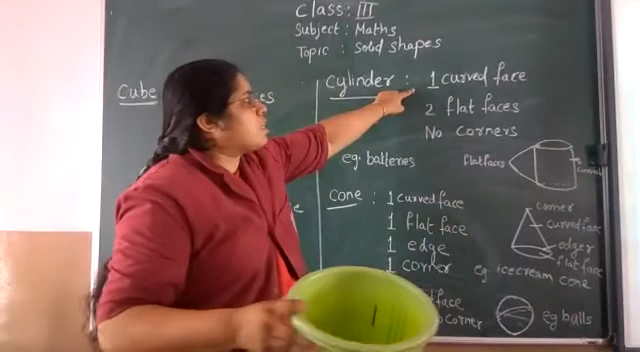 Class: III
Subject: Maths
Topic : Solid shapes
Cube
Cylinder : 1 curved face
2 flat faces
No corners
eg. batteries
flat faces
Cone : 1 curved face
1 flat face
1 edge
1 corner
eg icecream cone
corner
curved face
edge
flat face
face
corner
eg balls